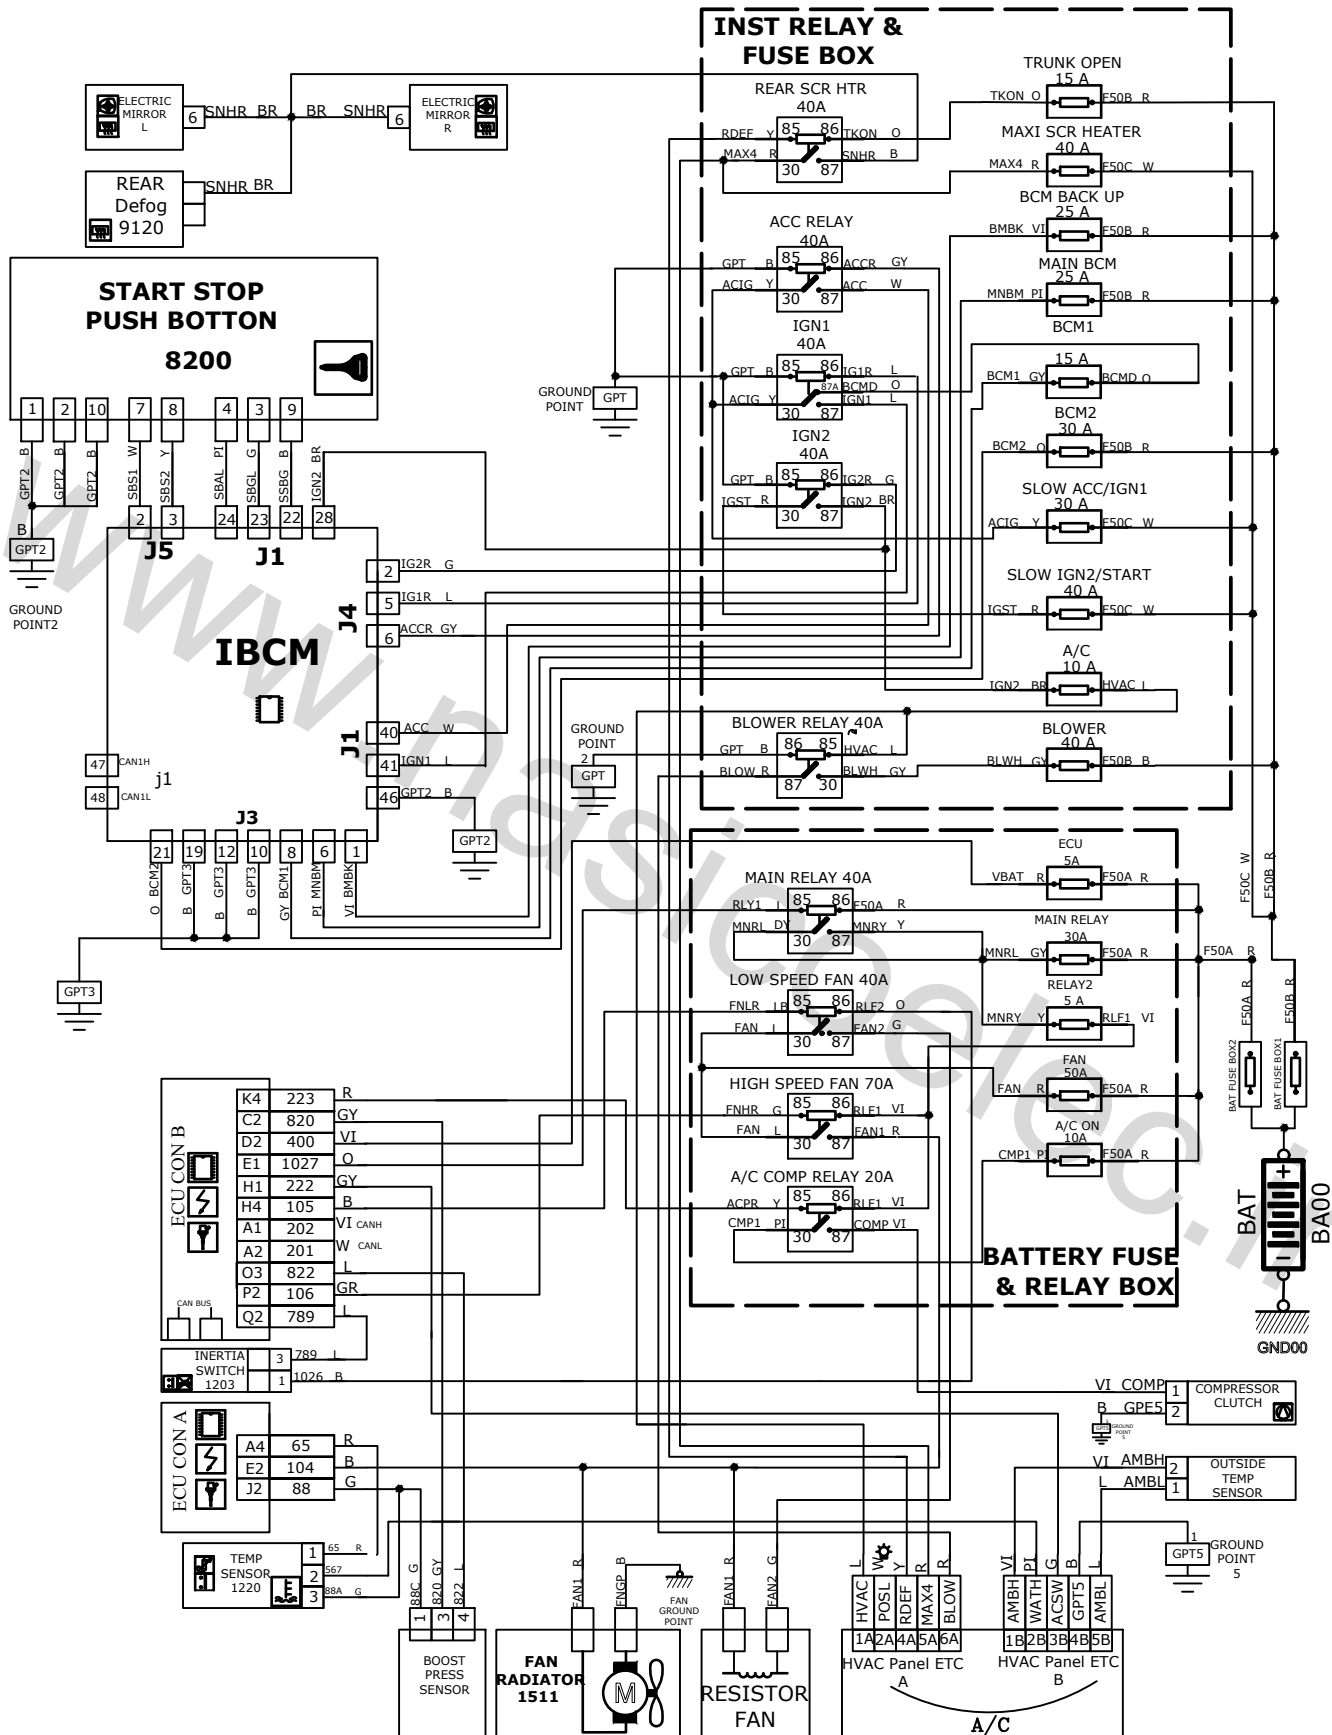 INST RELAY &
FUSE BOX
TRUNK OPEN
15 A
TKON O F50B R
REAR SCR HTR
40A
RDEF Y 85 86 TKON O
MAX4 R 30 87 SNHR B
MAXI SCR HEATER
40 A
MAX4 R F50C W
BCM BACK UP
25 A
BMBK VI F50B R
ACC RELAY
40A
GPT B 85 86 ACCR GY
ACIG Y 30 87 ACC W
MAIN BCM
25 A
MNBM PI F50B R
BCM1
15 A
BCM1 GY BCMD O
IGN1
40A
GPT B 85 86 IG1R L
87A BCMD O
ACIG Y 30 87 IGN1 L
GROUND
POINT
GPT
BCM2
30 A
BCM2 O F50B R
IGN2
40A
GPT B 85 86 IG2R G
IGST R 30 87 IGN2 BR
SLOW ACC/IGN1
30 A
ACIG Y F50C W
SLOW IGN2/START
40 A
IGST R F50C W
A/C
10 A
IGN2 BR HVAC L
BLOWER RELAY 40A
GPT B 86 85 HVAC L
BLOW R 87 30 BLWH GY
BLOWER
40 A
BLWH GY F50B B
GROUND
POINT
2
GPT
ELECTRIC
MIRROR
L
6 SNHR BR BR SNHR 6
ELECTRIC
MIRROR
R
REAR
Defog
9120
SNHR BR
START STOP
PUSH BOTTON
8200
1 2 10 7 8 4 3 9
GPT2 B
GPT2 B
GPT2 B
SBS1 W
SBS2 Y
SBAL PI
SBGL G
SSBG B
IGN2 BR
B
GPT2
GROUND
POINT2
2 3 24 23 22 28
J5 J1
2 IG2R G
5 IG1R L
6 ACCR GY
J4
IBCM
J1
40 ACC W
41 IGN1 L
46 GPT2 B
GPT2
47 CAN1H
48 CAN1L
j1
J3
21 19 12 10 8 6 1
O BCM2
B GPT3
B GPT3
B GPT3
GY BCM1
PI MNBM
VI BMBK
GPT3
ECU
5A
VBAT R F50A R
MAIN RELAY 40A
RLY1 L 85 86 F50A R
MNRL DY 30 87 MNRY Y
MAIN RELAY
30A
MNRL GY F50A R
RELAY2
5 A
MNRY Y RLF1 VI
LOW SPEED FAN 40A
FNLR LB 85 86 RLF2 O
FAN L 30 87 FAN2 G
FAN
50A
FAN R F50A R
HIGH SPEED FAN 70A
FNHR G 85 86 RLF1 VI
FAN L 30 87 FAN1 R
A/C ON
10A
CMP1 PI F50A R
A/C COMP RELAY 20A
ACPR Y 85 86 RLF1 VI
CMP1 PI 30 87 COMP VI
BATTERY FUSE
& RELAY BOX
F50C W
F50B R
F50A R
F50A R
F50B R
BAT FUSE BOX2
BAT FUSE BOX1
BAT
BA00
GND00
ECU CON B
K4 223 R
C2 820 GY
D2 400 VI
E1 1027 O
H1 222 GY
H4 105 B
A1 202 VI CANH
A2 201 W CANL
O3 822 L
P2 106 GR
Q2 789 L
CAN BUS
INERTIA
SWITCH
1203
3 789 L
1 1026 B
ECU CON A
A4 65 R
E2 104 B
J2 88 G
TEMP
SENSOR
1220
1 65 R
2 567
3 88A G
88C G
820 GY
822 L
1 3 4
BOOST
PRESS
SENSOR
FAN1 R
FNGP B
FAN
GROUND
POINT
FAN
RADIATOR
1511
M
FAN1 R
FAN2 G
RESISTOR
FAN
L W Y R R
HVAC
POSL
RDEF
MAX4
BLOW
1A 2A 4A 5A 6A
HVAC Panel ETC
A
VI PI G B L
AMBH
WATH
ACSW
GPT5
AMBL
1B 2B 3B 4B 5B
HVAC Panel ETC
B
A/C
VI COMP 1
B GPE5 2
COMPRESSOR
CLUTCH
GROUND
POINT
5
VI AMBH 2
L AMBL 1
OUTSIDE
TEMP
SENSOR
1
GPT5
GROUND
POINT
5